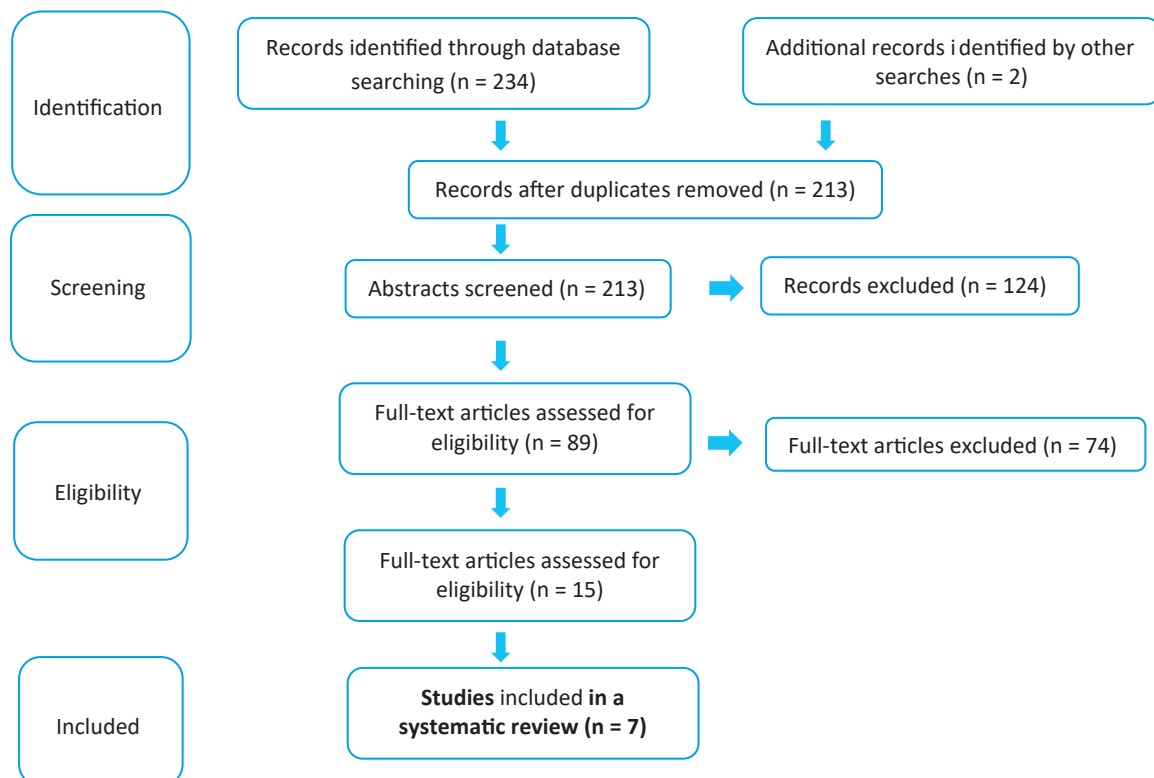 Identification
Records identified through database
searching (n = 234)
Additional records identified by other
searches (n = 2)
Records after duplicates removed (n = 213)
Screening
Abstracts screened (n = 213)
Records excluded (n = 124)
Eligibility
Full-text articles assessed for
eligibility (n = 89)
Full-text articles excluded (n = 74)
Full-text articles assessed for
eligibility (n = 15)
Included
Studies included in a
systematic review (n = 7)